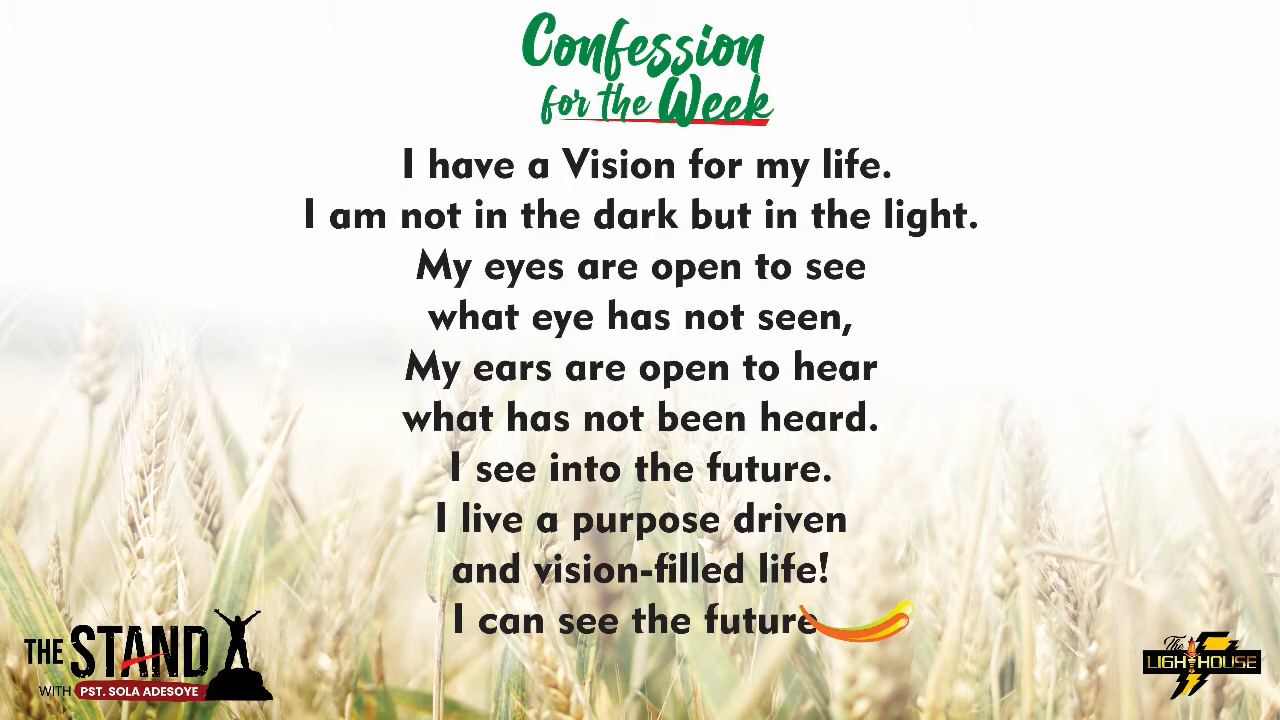 Confession
for the Week
I have a Vision for my life.
I am not in the dark but in the light.
My eyes are open to see
what eye has not seen,
My ears are open to hear
what has not been heard.
I see into the future.
I live a purpose driven
and vision-filled life!
I can see the future
THE STAND
WITH PST. SOLA ADESOYE
The
LIGHTHOUSE